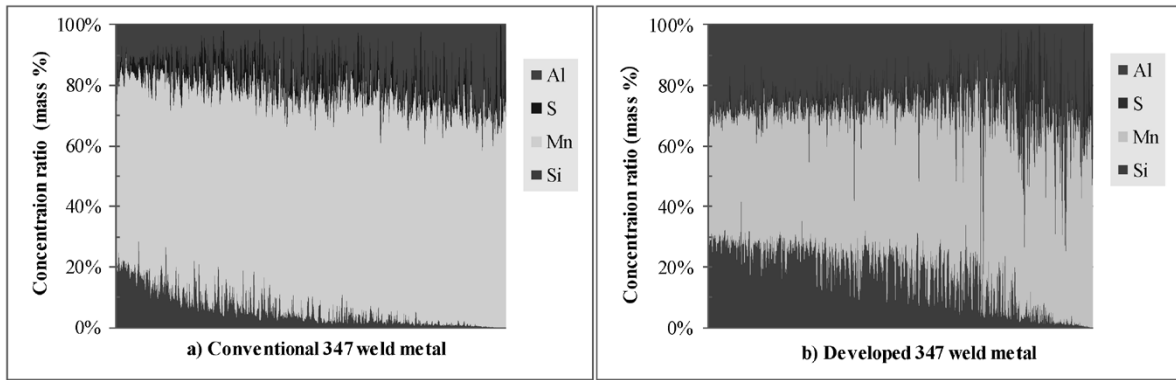 100%
80%
60%
40%
20%
0%
Concentraion ratio (mass %)
Al
S
Mn
Si
a) Conventional 347 weld metal
100%
80%
60%
40%
20%
0%
Concentraion ratio (mass %)
Al
S
Mn
Si
b) Developed 347 weld metal